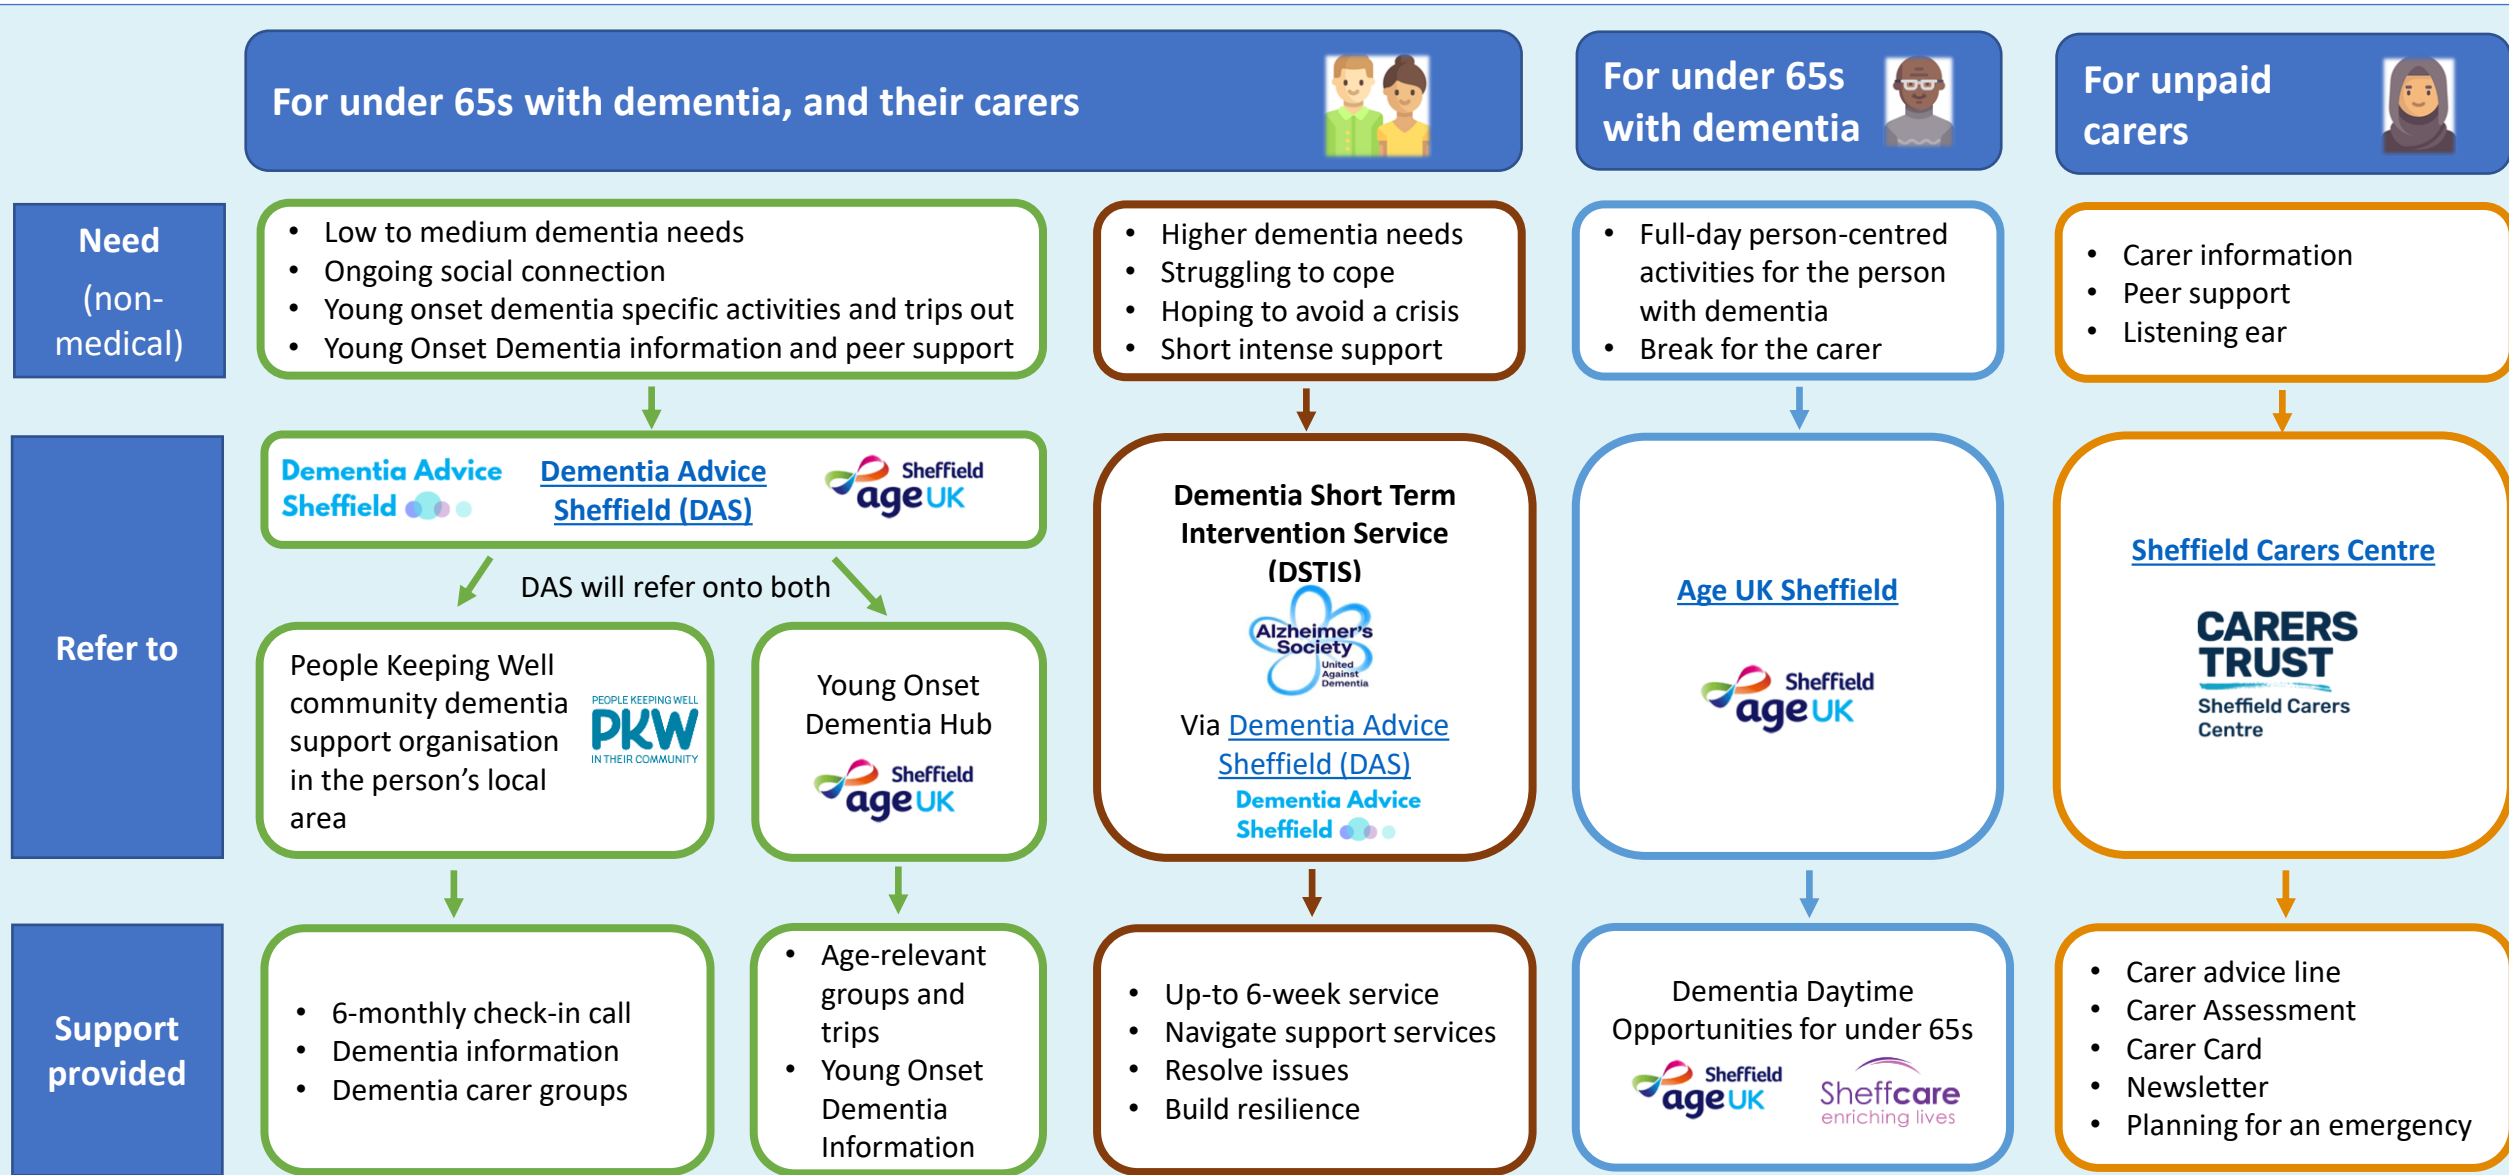 For under 65s with dementia, and their carers
For under 65s
with dementia
For unpaid
carers
Need
(non-
medical)
• Low to medium dementia needs
• Ongoing social connection
• Young onset dementia specific activities and trips out
• Young Onset Dementia information and peer support
• Higher dementia needs
• Struggling to cope
• Hoping to avoid a crisis
• Short intense support
• Full-day person-centred
activities for the person
with dementia
• Break for the carer
• Carer information
• Peer support
• Listening ear
Refer to
Dementia Advice
Sheffield
Dementia Advice
Sheffield (DAS)
Sheffield
age UK
DAS will refer onto both
People Keeping Well
community dementia
support organisation
in the person's local
area
PEOPLE KEEPING WELL
PKW
IN THEIR COMMUNITY
Young Onset
Dementia Hub
Sheffield
age UK
Dementia Short Term
Intervention Service
(DSTIS)
Alzheimer's
Society
United
Against
Dementia
Via Dementia Advice
Sheffield (DAS)
Dementia Advice
Sheffield
Age UK Sheffield
Sheffield
age UK
Sheffield Carers Centre
CARERS
TRUST
Sheffield Carers
Centre
Support
provided
• 6-monthly check-in call
• Dementia information
• Dementia carer groups
• Age-relevant
groups and
trips
• Young Onset
Dementia
Information
• Up-to 6-week service
• Navigate support services
• Resolve issues
• Build resilience
Dementia Daytime
Opportunities for under 65s
Sheffield
age UK
Sheffcare
enriching lives
• Carer advice line
• Carer Assessment
• Carer Card
• Newsletter
• Planning for an emergency